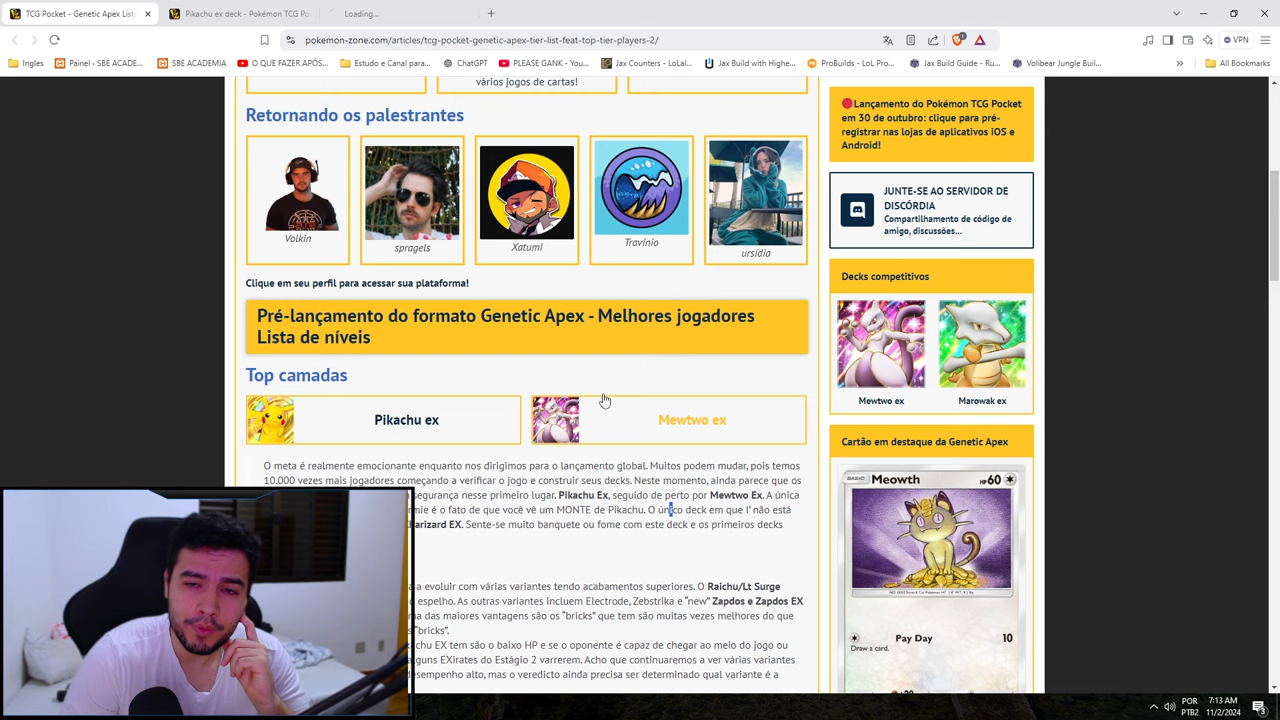 TCG Pocket - Genetic Apex List
Pikachu ex deck - Pokémon TCG Po
Loading...
pokemon-zone.com/articles/tcg-pocket-genetic-apex-tier-list-feat-top-tier-players-2/
VPN
Ingles
Painel ‹ SBE ACADE...
SBE ACADEMIA
O QUE FAZER APÓS...
Estudo e Canal para...
ChatGPT
PLEASE GANK - You...
Jax Counters - LoLal...
Jax Build with Highe...
ProBuilds - LoL Pro...
Jax Build Guide - Ru...
Volibear Jungle Buil...
All Bookmarks
vários jogos de cartas!
Retornando os palestrantes
Volkin
spragels
Xatumi
Travínio
ursidia
Clique em seu perfil para acessar sua plataforma!
Pré-lançamento do formato Genetic Apex - Melhores jogadores
Lista de níveis
Top camadas
Pikachu ex
Mewtwo ex
O meta é realmente emocionante enquanto nos dirigimos para o lançamento global. Muitos podem mudar, pois temos
10.000 vezes mais jogadores começando a verificar o jogo e construir seus decks. Neste momento, ainda parece que os
segurança nesse primeiro lugar. Pikachu Ex, seguido de perto por Mewtwo Ex. A única
rmie é o fato de que você vê um MONTE de Pikachu. O único deck em que I' não está
harizard EX. Sente-se muito banquete ou fome com este deck e os primeiros decks
a a evoluir com várias variantes tendo acabamentos superiores. O Raichu/Lt Surge
e espelho. As outras variantes incluem Electrode, Zebstrika e “new” Zapdos e Zapdos EX
ma das maiores vantagens são os “bricks” que tem são muitas vezes melhores do que
s “bricks”.
kachu EX tem são o baixo HP e se o oponente é capaz de chegar ao meio do jogo ou
alguns EXirates do Estágio 2 varrerem. Acho que continuaremos a ver várias variantes
desempenho alto, mas o veredicto ainda precisa ser determinado qual variante é a
Lançamento do Pokémon TCG Pocket
em 30 de outubro: clique para pré-
registrar nas lojas de aplicativos iOS e
Android!
JUNTE-SE AO SERVIDOR DE
DISCÓRDIA
Compartilhamento de código de
amigo, discussões...
Decks competitivos
Mewtwo ex
Marowak ex
Cartão em destaque da Genetic Apex
BASIC
Meowth
HP 60
Pay Day
10
Draw a card.
POR
PTB2
7:13 AM
11/2/2024
3